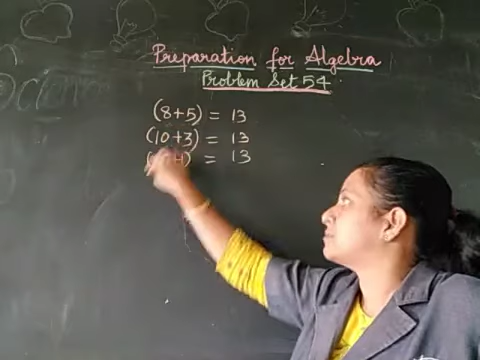 Preparation for Algebra
Problem Set 54
(8+5) = 13
(10+3) = 13
= 13